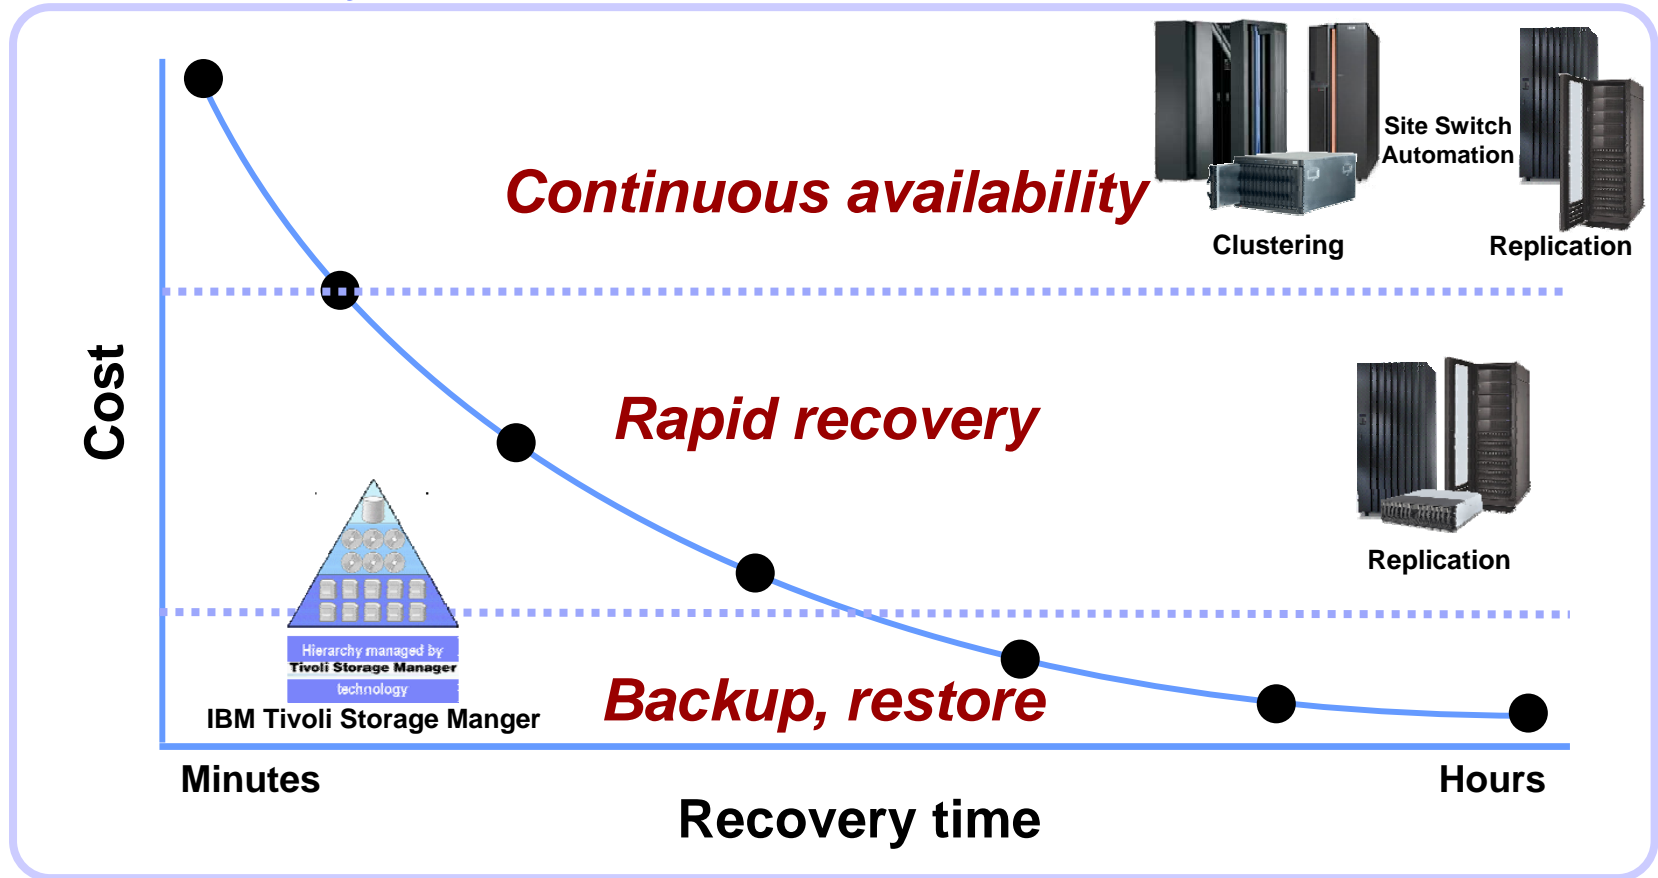 Continuous availability
Site Switch
Automation
Clustering
Replication
Cost
Rapid recovery
Replication
Hierarchy managed by
Tivoli Storage Manager
technology
IBM Tivoli Storage Manger
Backup, restore
Minutes
Hours
Recovery time